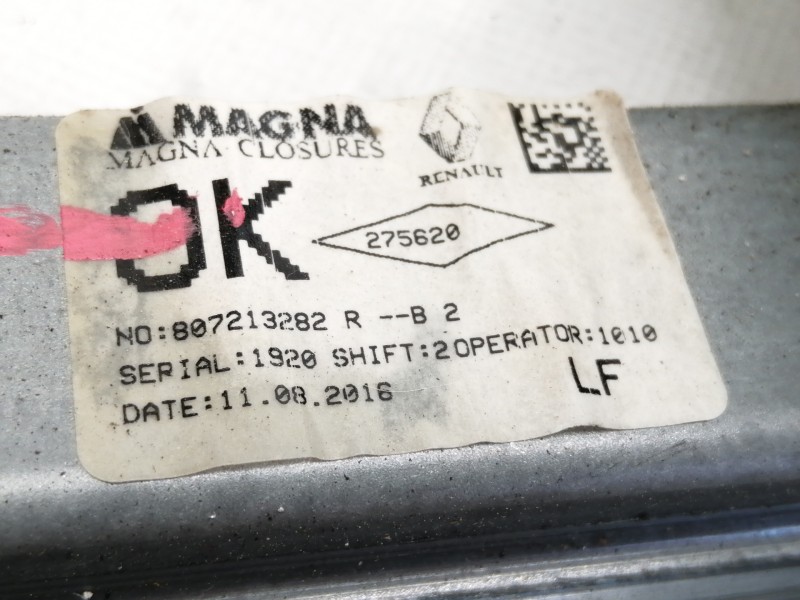 MAGNA
MAGNA CLOSURES
RENAULT
OK
275620
NO:807213282 R --B 2
SERIAL:1920 SHIFT:2OPERATOR:1010
LF
DATE:11.08.2016